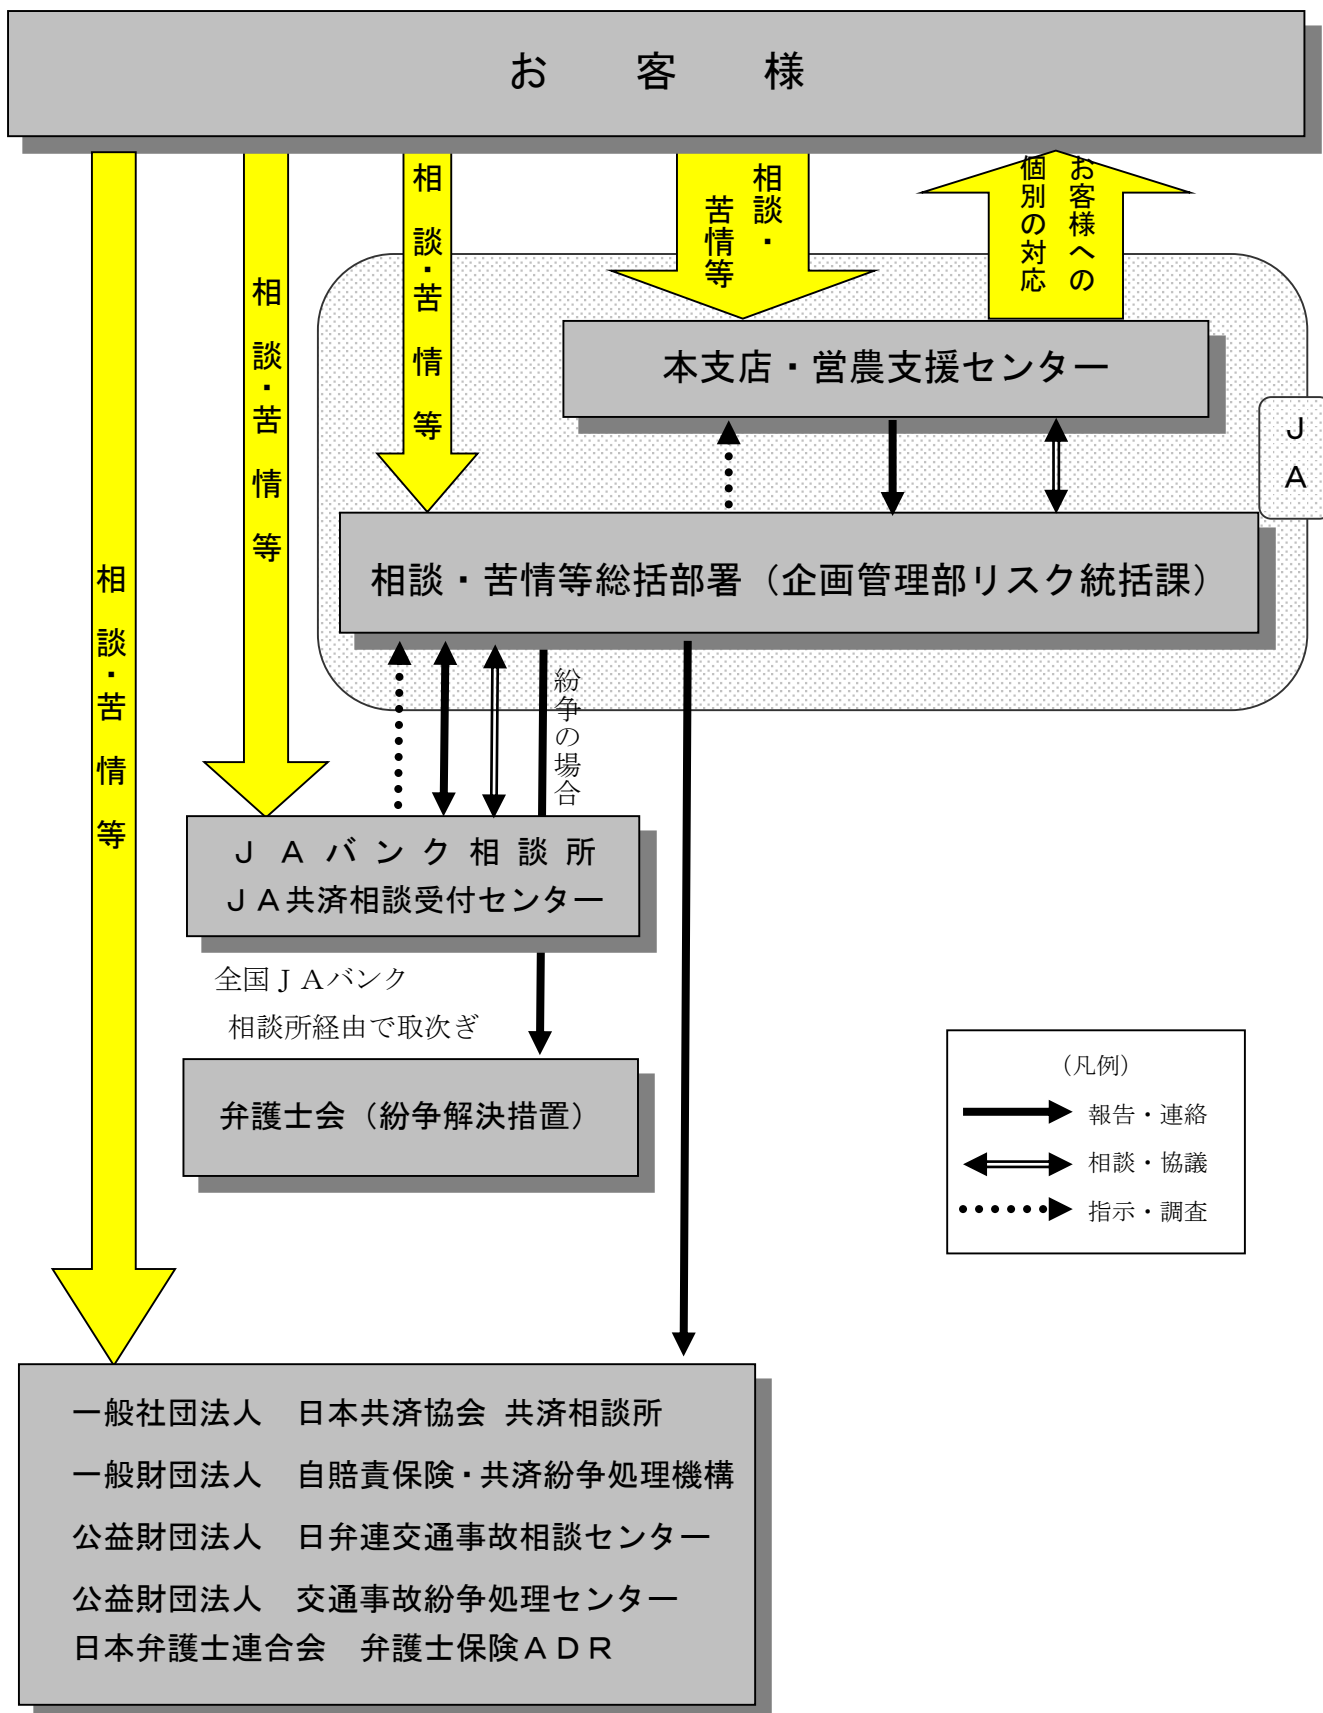 お　客　様
相談・苦情等
相談・苦情等
相談・苦情等
相談・
苦情等
お客様への
個別の対応
本支店・営農支援センター
ＪＡ
相談・苦情等総括部署（企画管理部リスク統括課）
紛争の場合
ＪＡバンク相談所
ＪＡ共済相談受付センター
全国ＪＡバンク
相談所経由で取次ぎ
弁護士会（紛争解決措置）
（凡例）
報告・連絡
相談・協議
指示・調査
一般社団法人　日本共済協会 共済相談所
一般財団法人　自賠責保険・共済紛争処理機構
公益財団法人　日弁連交通事故相談センター
公益財団法人　交通事故紛争処理センター
日本弁護士連合会　弁護士保険ＡＤＲ